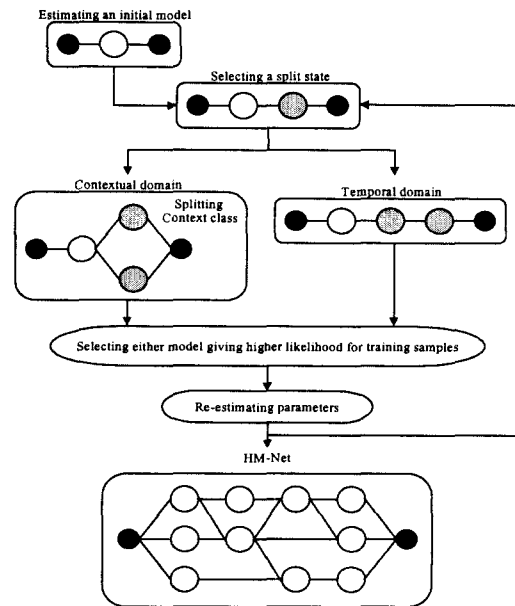 Estimating an initial model
Selecting a split state
Contextual domain
Splitting
Context class
Temporal domain
Selecting either model giving higher likelihood for training samples
Re-estimating parameters
HM-Net